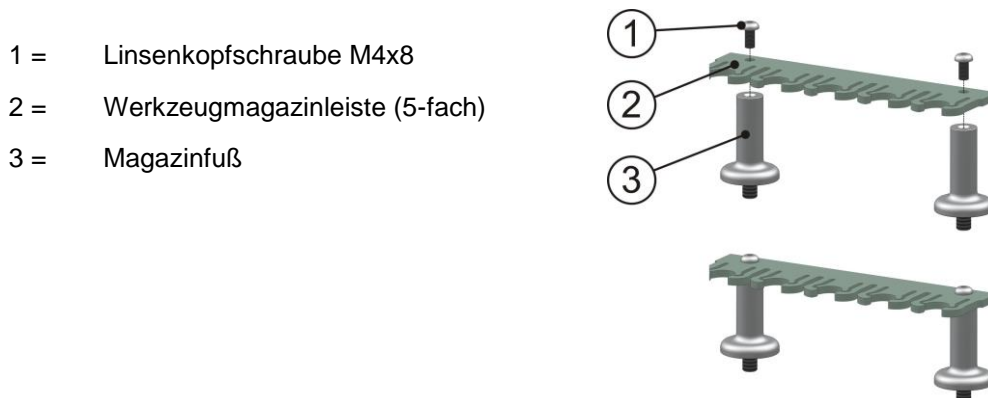 1 = Linsenkopfschraube M4x8
2 = Werkzeugmagazinleiste (5-fach)
3 = Magazinfuß
1
2
3